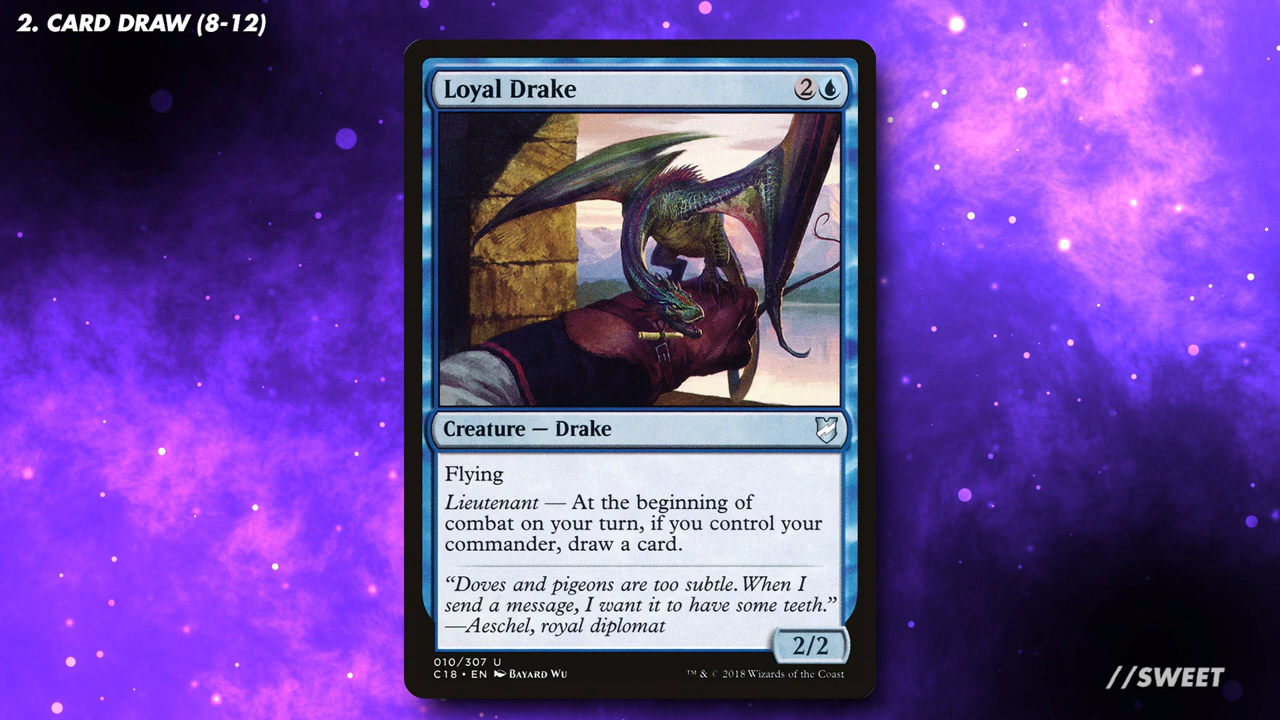 2. CARD DRAW (8-12)
Loyal Drake 2
Creature — Drake
Flying
Lieutenant — At the beginning of
combat on your turn, if you control your
commander, draw a card.
“Doves and pigeons are too subtle. When I
send a message, I want it to have some teeth.”
—Aeschel, royal diplomat
2/2
010/307 U
C18 • EN Bayard Wu
™ & © 2018 Wizards of the Coast
//SWEET